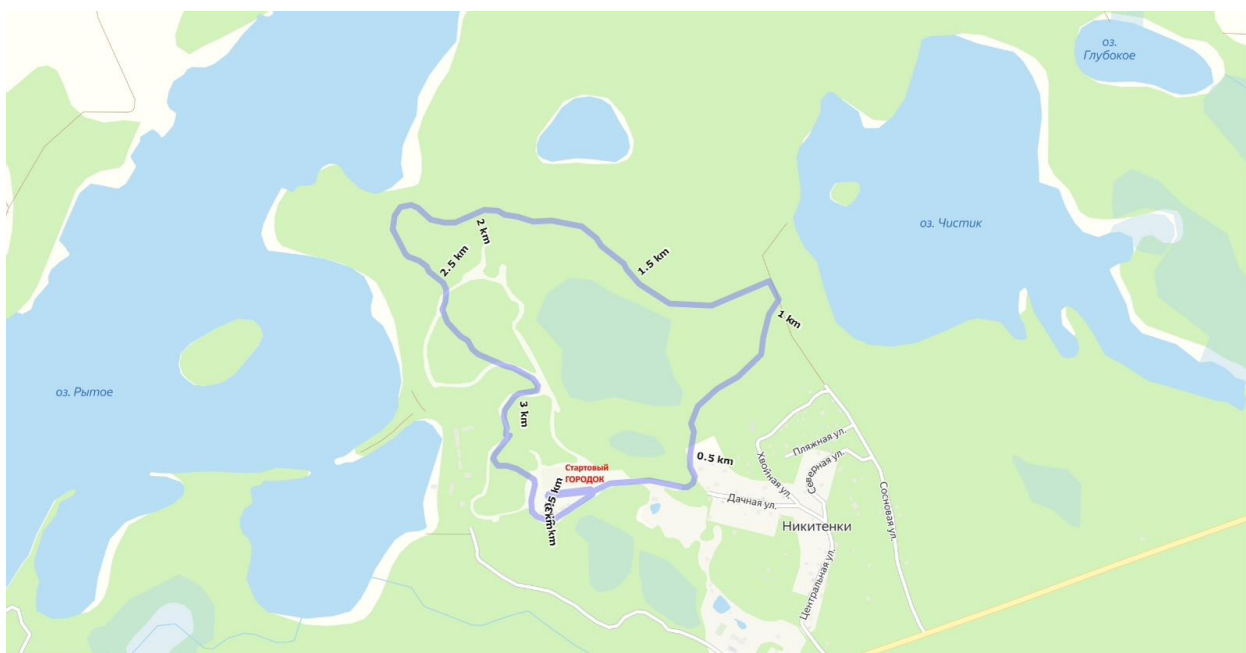 оз.
Глубокое
оз. Чистик
2 km
2.5 km
1.5 km
1 km
оз. Рытое
3 km
0.5 km
Пляжная ул.
Хвойная ул.
Северная ул.
Сосновая ул.
Стартовый
ГОРОДОК
Дачная ул.
Никитенки
Центральная ул.